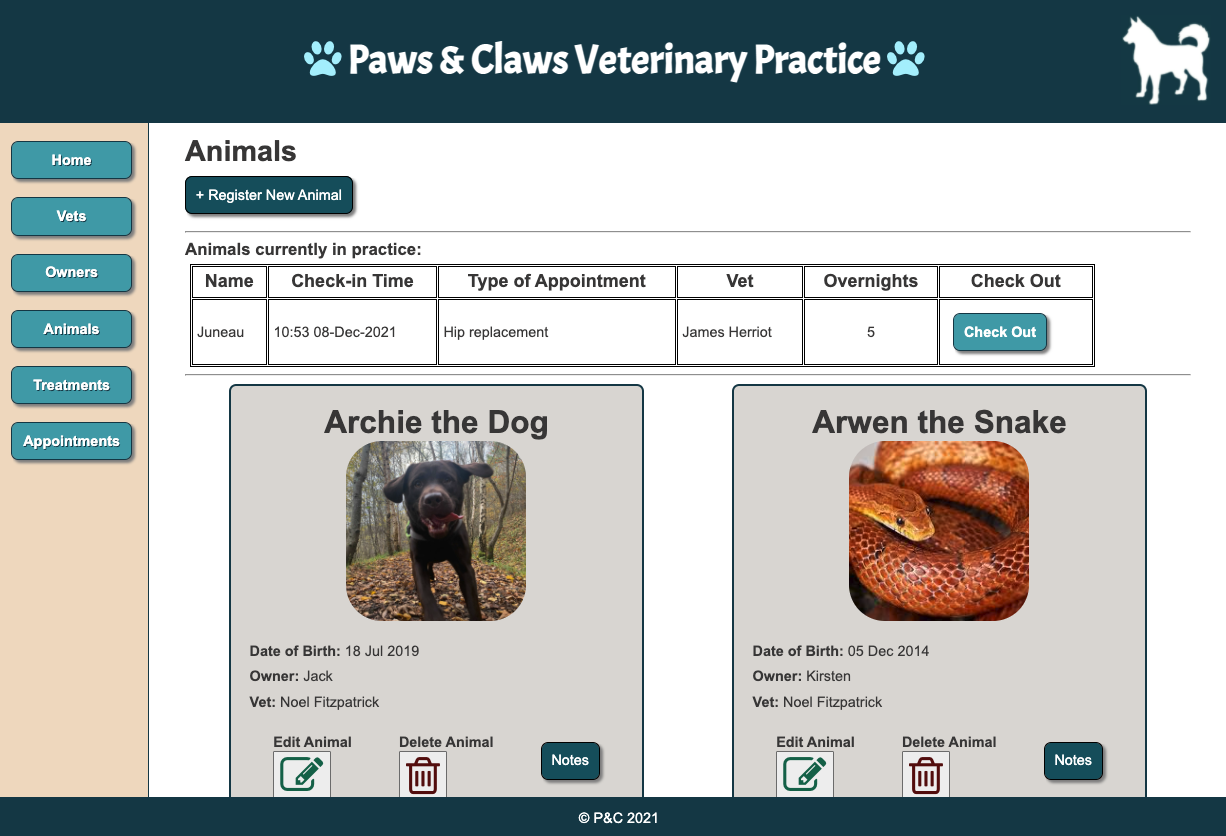 Paws & Claws Veterinary Practice
Home
Vets
Owners
Animals
Treatments
Appointments
Animals
+ Register New Animal
Animals currently in practice:
Name Check-in Time Type of Appointment Vet Overnights Check Out
Juneau 10:53 08-Dec-2021 Hip replacement James Herriot 5 Check Out
Archie the Dog
Date of Birth: 18 Jul 2019
Owner: Jack
Vet: Noel Fitzpatrick
Edit Animal Delete Animal Notes
Arwen the Snake
Date of Birth: 05 Dec 2014
Owner: Kirsten
Vet: Noel Fitzpatrick
Edit Animal Delete Animal Notes
© P&C 2021